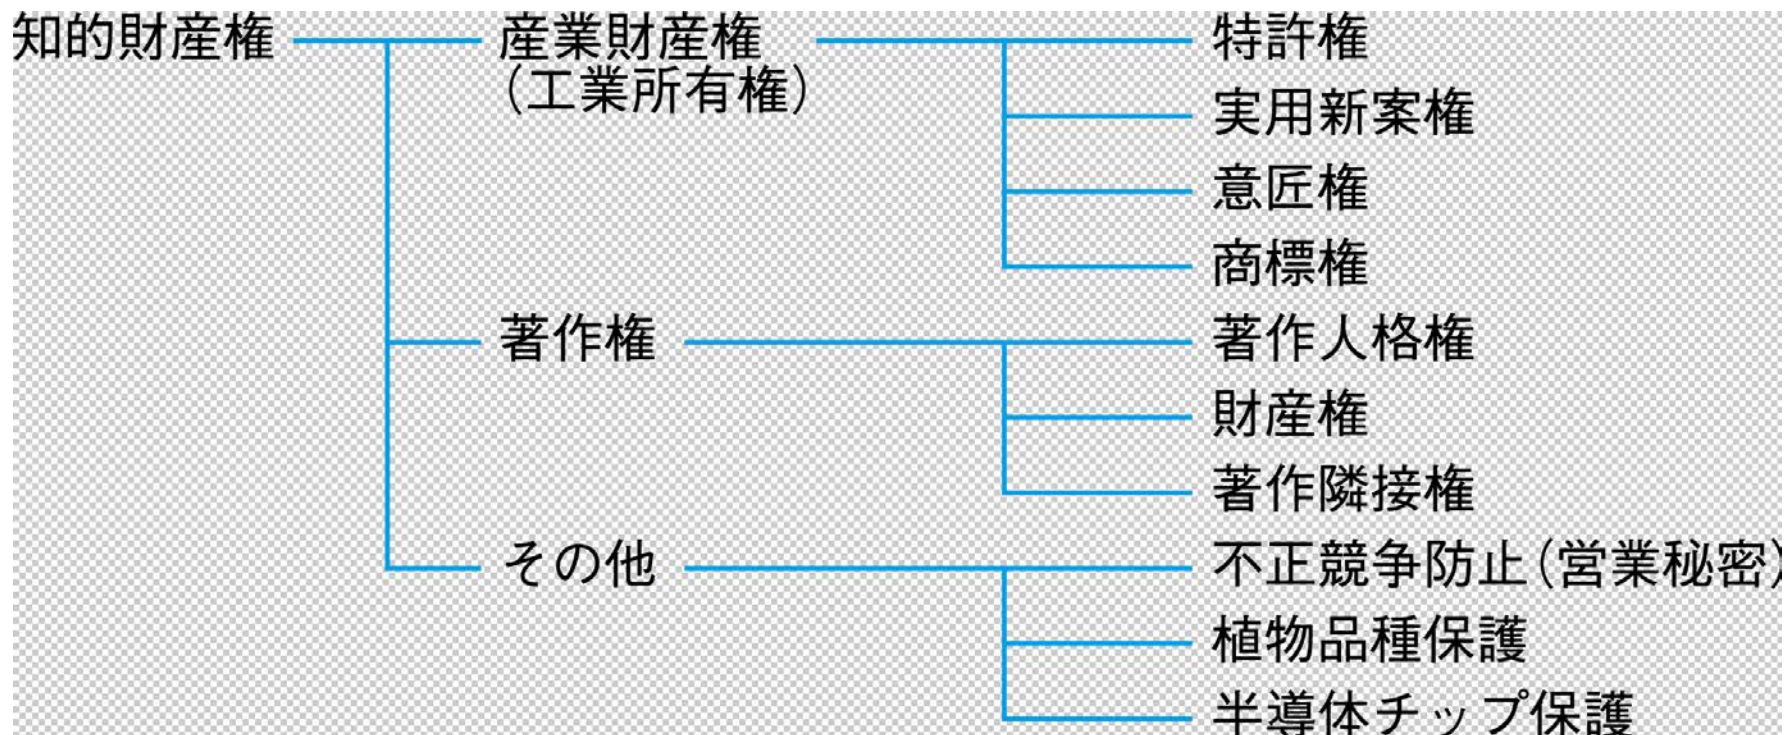 知的財産権
産業財産権
(工業所有権)
特許権
実用新案権
意匠権
商標権
著作権
著作人格権
財産権
著作隣接権
その他
不正競争防止(営業秘密)
植物品種保護
半導体チップ保護